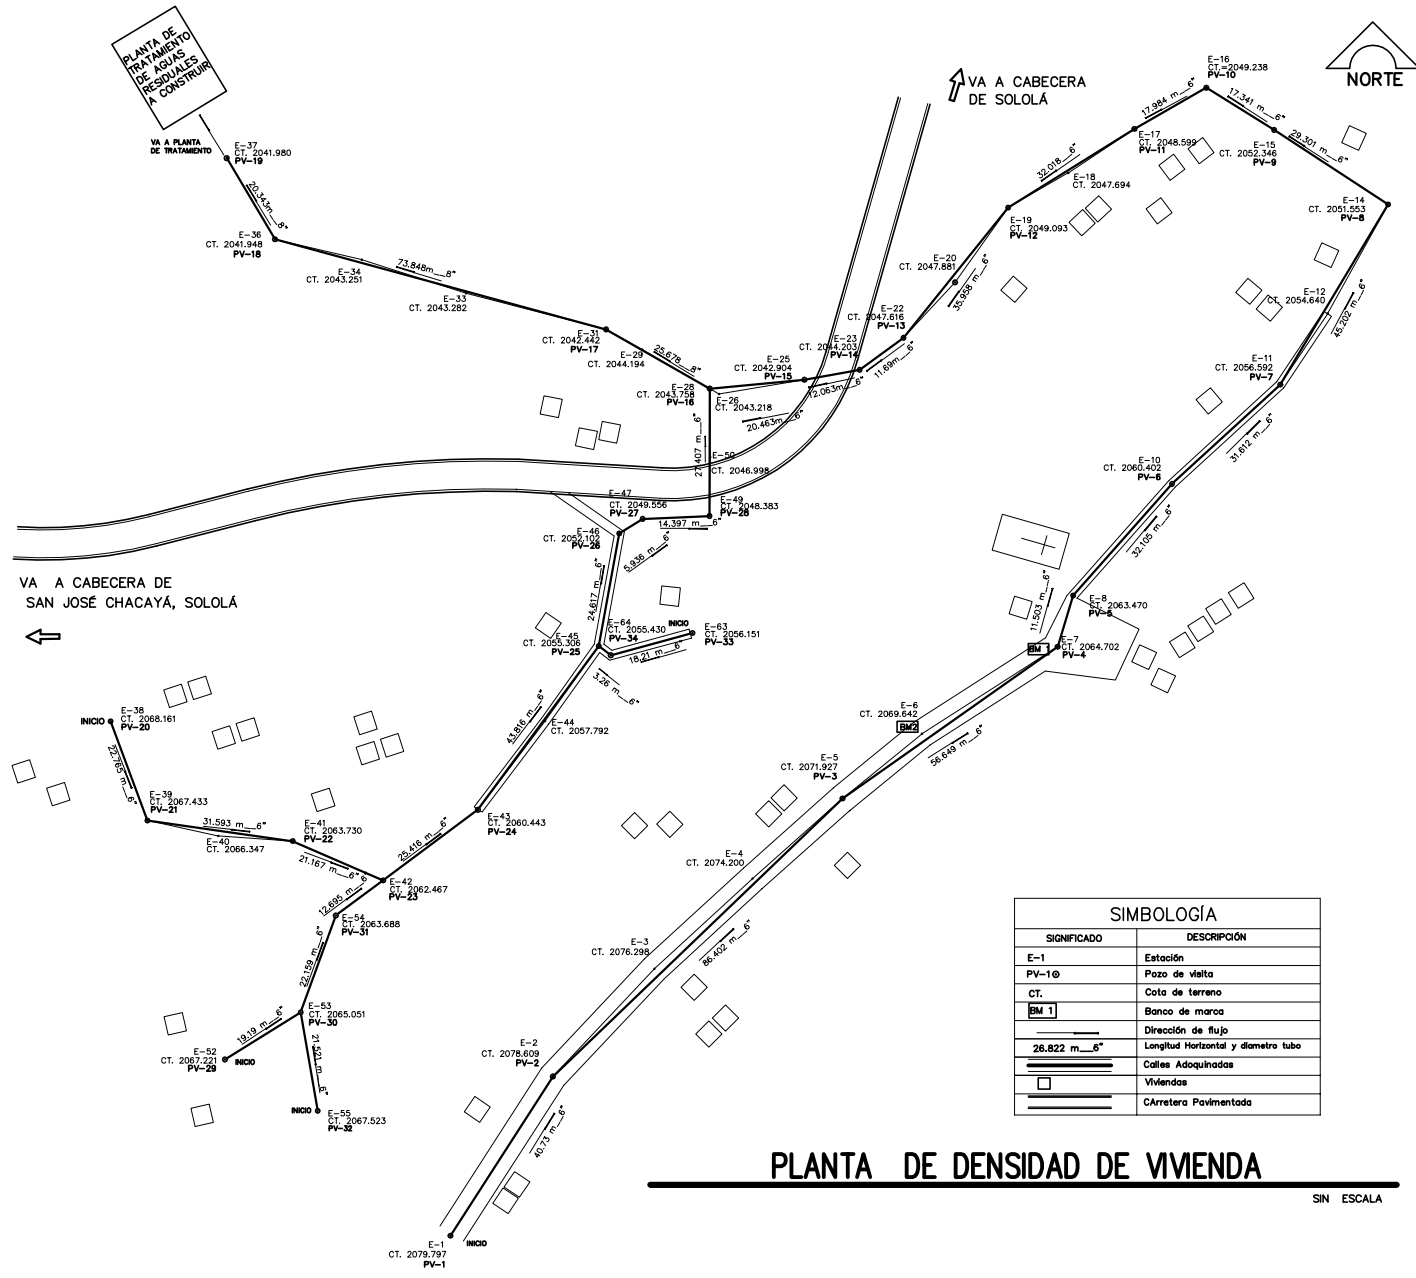 PLANTA DE
TRATAMIENTO
DE AGUAS
RESIDUALES
A CONSTRUIR
VA A PLANTA
DE TRATAMIENTO
E-37
CT. 2041.980
PV-19
20.343m__8"
E-36
CT. 2041.948
PV-18
E-34
CT. 2043.251
73.848m__8"
E-33
CT. 2043.282
E-31
CT. 2042.442
PV-17
E-29
CT. 2044.194
25.678__8"
E-28
CT. 2043.758
PV-16
E-26
CT. 2043.218
E-25
CT. 2042.904
PV-15
20.463m__6"
12.063m__6"
E-23
CT. 2044.203
PV-14
11.69m__6"
E-22
CT. 2047.616
PV-13
E-20
CT. 2047.881
35.958 m__6"
E-19
CT. 2049.093
PV-12
32.018__6"
E-18
CT. 2047.694
E-17
CT. 2048.599
PV-11
17.984__6"
E-16
CT.=2049.238
PV-10
17.341 m__6"
E-15
CT. 2052.346
PV-9
29.301 m__6"
E-14
CT. 2051.553
PV-8
E-12
CT. 2054.640
45.202 m__6"
E-11
CT. 2056.592
PV-7
31.612 m__6"
E-10
CT. 2060.402
PV-6
32.105 m__6"
E-8
CT. 2063.470
PV-5
11.503 m__6"
E-7
CT. 2064.702
PV-4
BM 1
E-6
CT. 2069.642
BM2
56.649 m__6"
E-5
CT. 2071.927
PV-3
E-4
CT. 2074.200
E-3
CT. 2076.298
86.402 m__6"
E-2
CT. 2078.609
PV-2
40.73 m__6"
E-1
CT. 2079.797
PV-1
INICIO
VA A CABECERA
DE SOLOLÁ
NORTE
27.407 m__6"
E-50
CT. 2046.998
E-49
CT. 2048.383
PV-28
E-47
CT. 2049.556
PV-27
14.397 m__6"
E-46
CT. 2052.102
PV-26
5.936 m__6"
24.617 m__6"
E-64
CT. 2055.430
PV-34
INICIO
E-63
CT. 2056.151
PV-33
18.21 m__6"
3.26 m__6"
E-45
CT. 2055.306
PV-25
43.816 m__6"
E-44
CT. 2057.792
E-43
CT. 2060.443
PV-24
25.416 m__6"
VA A CABECERA DE
SAN JOSÉ CHACAYÁ, SOLOLÁ
INICIO
E-38
CT. 2068.161
PV-20
22.765 m__6"
E-39
CT. 2067.433
PV-21
31.593 m__6"
E-40
CT. 2066.347
E-41
CT. 2063.730
PV-22
21.167 m__6"
E-42
CT. 2062.467
PV-23
12.695 m__6"
E-54
CT. 2063.688
PV-31
22.159 m__6"
E-53
CT. 2065.051
PV-30
19.19 m__6"
E-52
CT. 2067.221
PV-29
INICIO
21.521 m__6"
INICIO
E-55
CT. 2067.523
PV-32
SIMBOLOGÍA
SIGNIFICADO DESCRIPCIÓN
E-1 Estación
PV-1 Pozo de visita
CT. Cota de terreno
BM 1 Banco de marca
Dirección de flujo
26.822 m__6" Longitud Horizontal y diametro tubo
Calles Adoquinadas
Viviendas
CArretera Pavimentada
PLANTA DE DENSIDAD DE VIVIENDA
SIN ESCALA